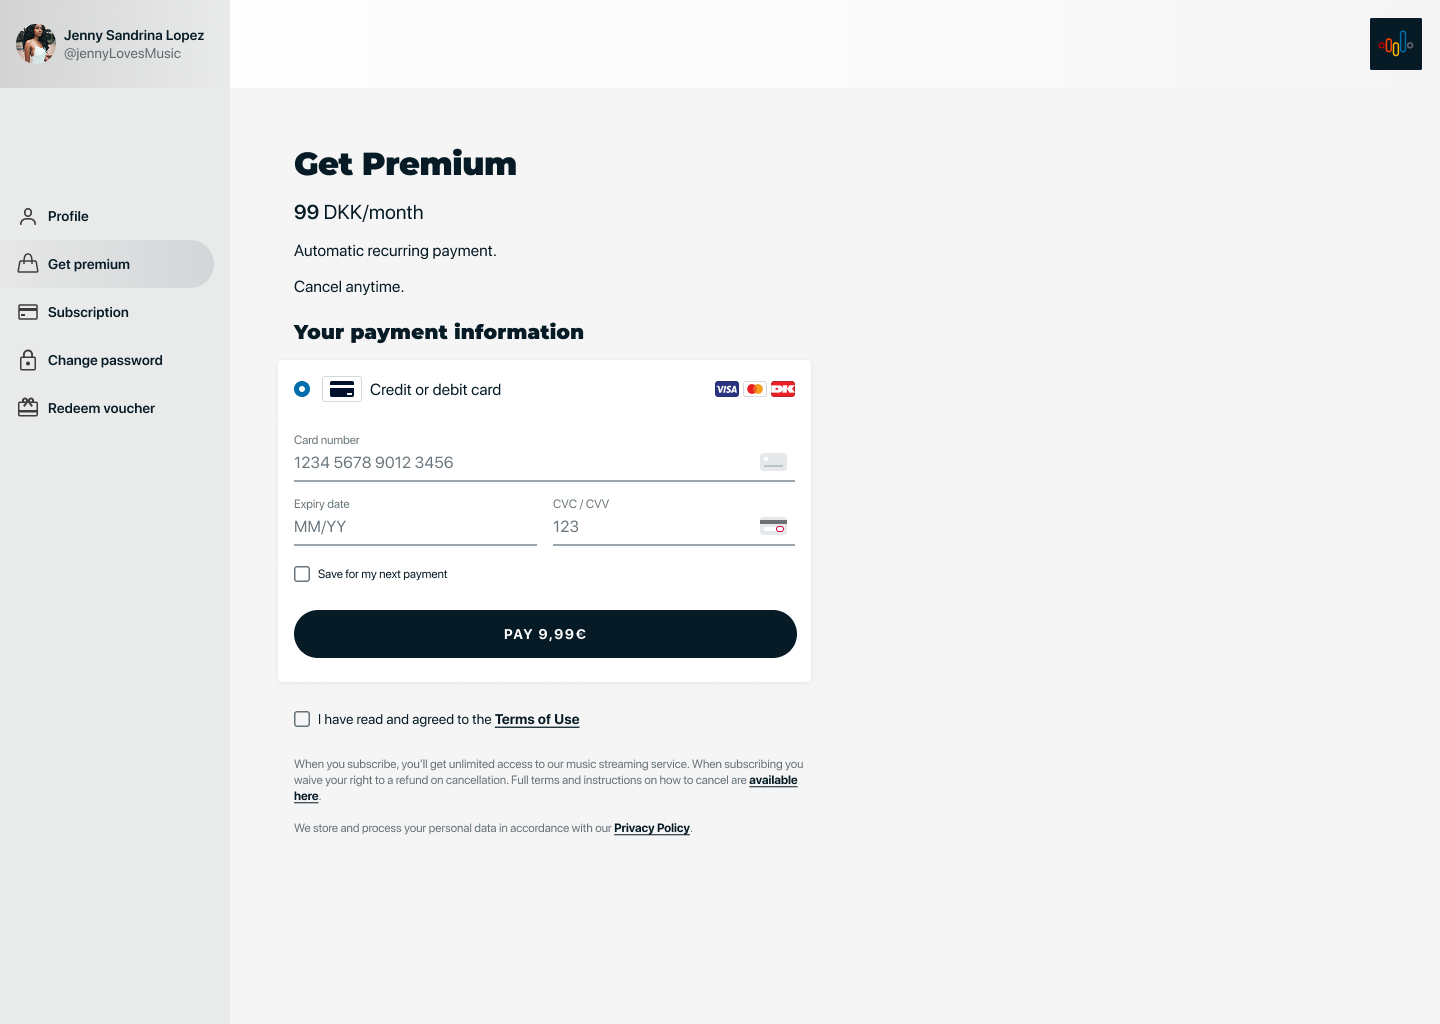 Jenny Sandrina Lopez
@jennyLovesMusic
Profile
Get premium
Subscription
Change password
Redeem voucher
Get Premium
99 DKK/month
Automatic recurring payment.
Cancel anytime.
Your payment information
Credit or debit card
VISA
DK
Card number
1234 5678 9012 3456
Expiry date
CVC / CVV
MM/YY
123
Save for my next payment
PAY 9,99€
I have read and agreed to the Terms of Use
When you subscribe, you'll get unlimited access to our music streaming service. When subscribing you
waive your right to a refund on cancellation. Full terms and instructions on how to cancel are available
here.
We store and process your personal data in accordance with our Privacy Policy.